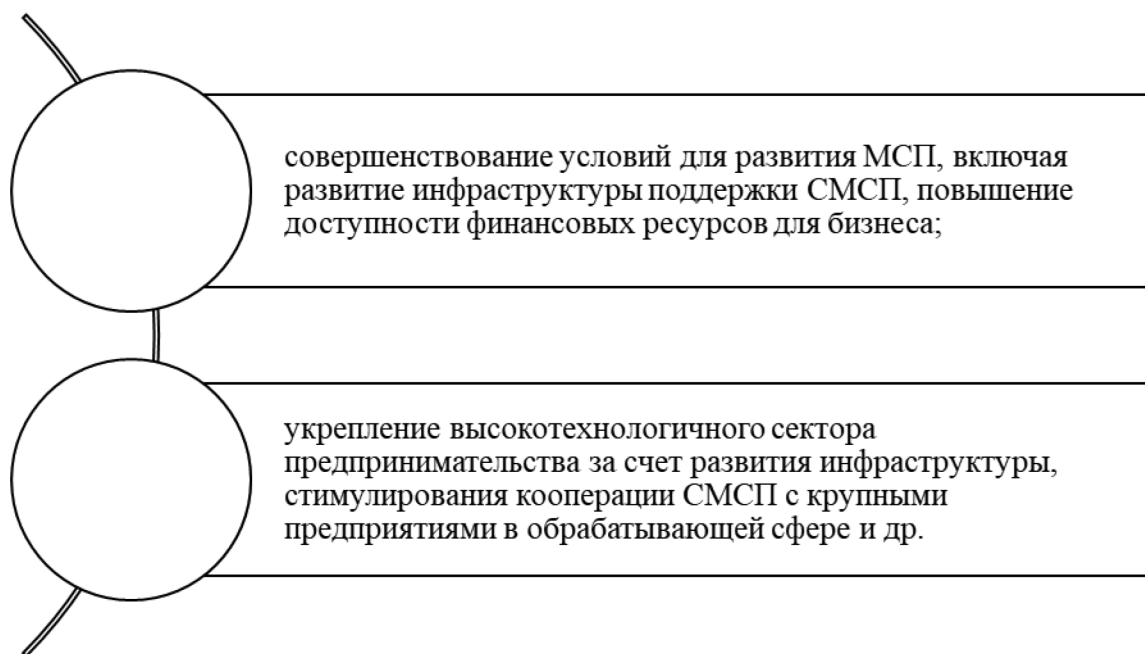 совершенствование условий для развития МСП, включая
развитие инфраструктуры поддержки СМСП, повышение
доступности финансовых ресурсов для бизнеса;
укрепление высокотехнологичного сектора
предпринимательства за счет развития инфраструктуры,
стимулирования кооперации СМСП с крупными
предприятиями в обрабатывающей сфере и др.